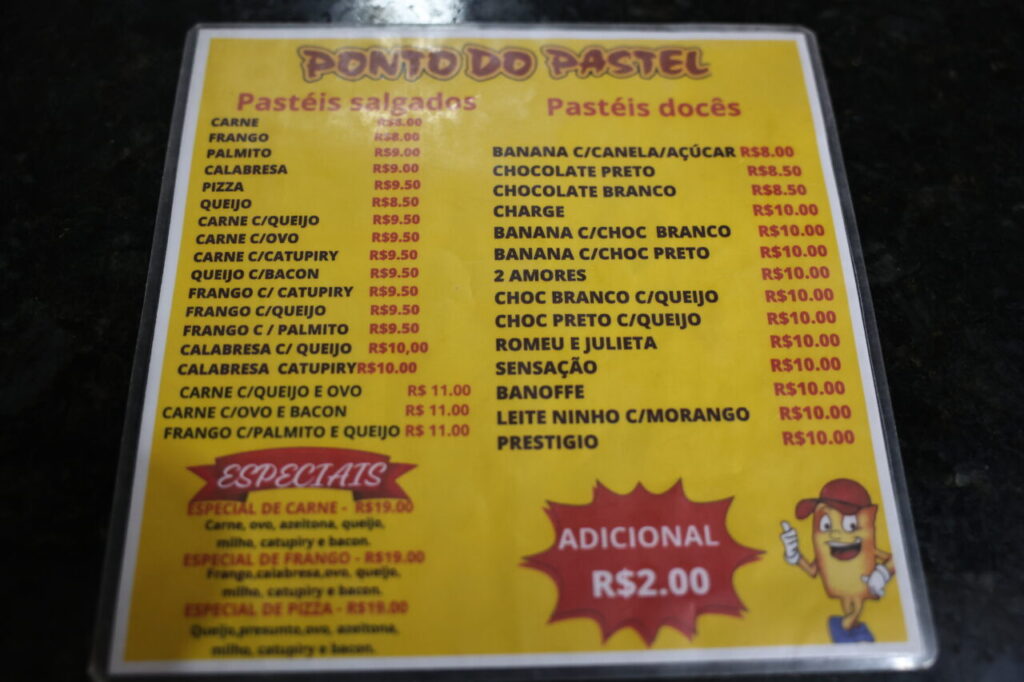 PONTO DO PASTEL
Pastéis salgados
CARNE R$8.00
FRANGO R$8.00
PALMITO R$9.00
CALABRESA R$9.00
PIZZA R$9.50
QUEIJO R$8.50
CARNE C/QUEIJO R$9.50
CARNE C/OVO R$9.50
CARNE C/CATUPIRY R$9.50
QUEIJO C/BACON R$9.50
FRANGO C/ CATUPIRY R$9.50
FRANGO C/QUEIJO R$9.50
FRANGO C / PALMITO R$9.50
CALABRESA C/ QUEIJO R$10,00
CALABRESA CATUPIRY R$10.00
CARNE C/QUEIJO E OVO R$ 11.00
CARNE C/OVO E BACON R$ 11.00
FRANGO C/PALMITO E QUEIJO R$ 11.00
ESPECIAIS
ESPECIAL DE CARNE - R$19.00
Carne, ovo, azeitona, queijo,
milho, catupiry e bacon.
ESPECIAL DE FRANGO - R$19.00
Frango,calabresa,ovo, queijo,
milho, catupiry e bacon.
ESPECIAL DE PIZZA - R$19.00
Queijo,presunto,ovo, azeitona,
milho, catupiry e bacon.
Pastéis docês
BANANA C/CANELA/AÇÚCAR R$8.00
CHOCOLATE PRETO R$8.50
CHOCOLATE BRANCO R$8.50
CHARGE R$10.00
BANANA C/CHOC BRANCO R$10.00
BANANA C/CHOC PRETO R$10.00
2 AMORES R$10.00
CHOC BRANCO C/QUEIJO R$10.00
CHOC PRETO C/QUEIJO R$10.00
ROMEU E JULIETA R$10.00
SENSAÇÃO R$10.00
BANOFFE R$10.00
LEITE NINHO C/MORANGO R$10.00
PRESTIGIO R$10.00
ADICIONAL
R$2.00